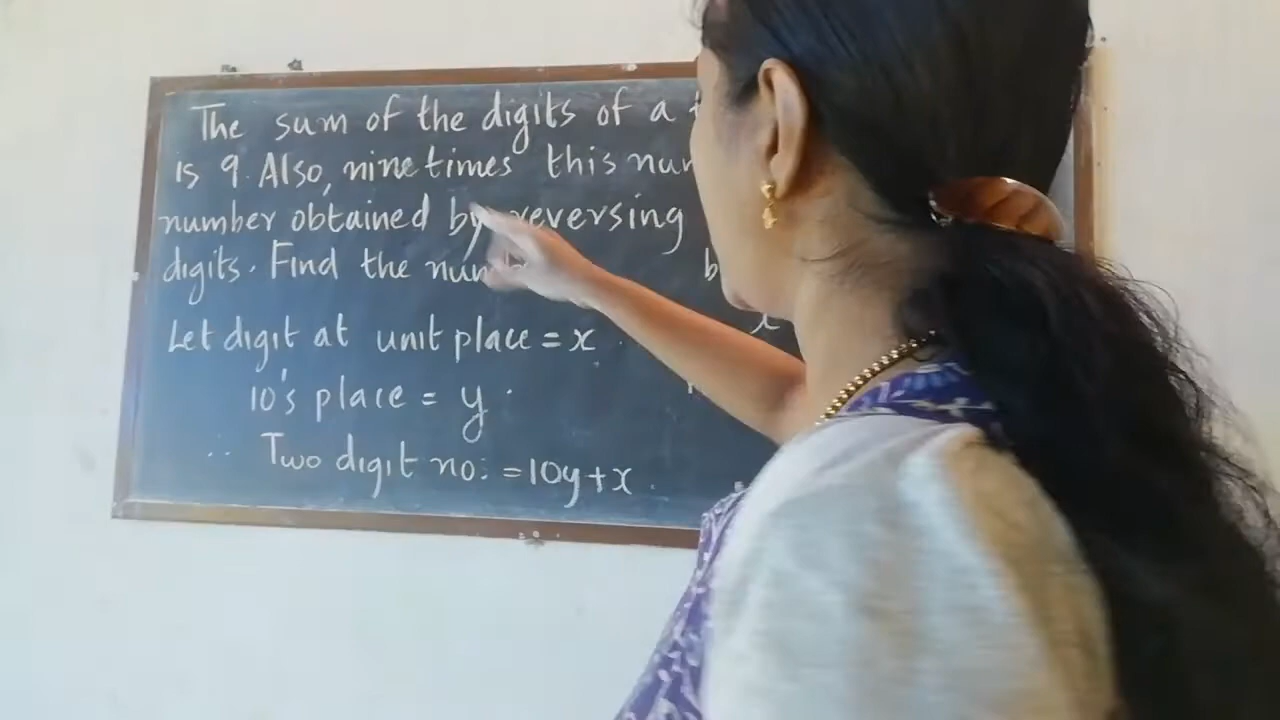 The sum of the digits of a
is 9. Also, nine times this
number obtained by reversing
digits. Find the
Let digit at unit place = x
10's place = y
∴ Two digit no: = 10y + x